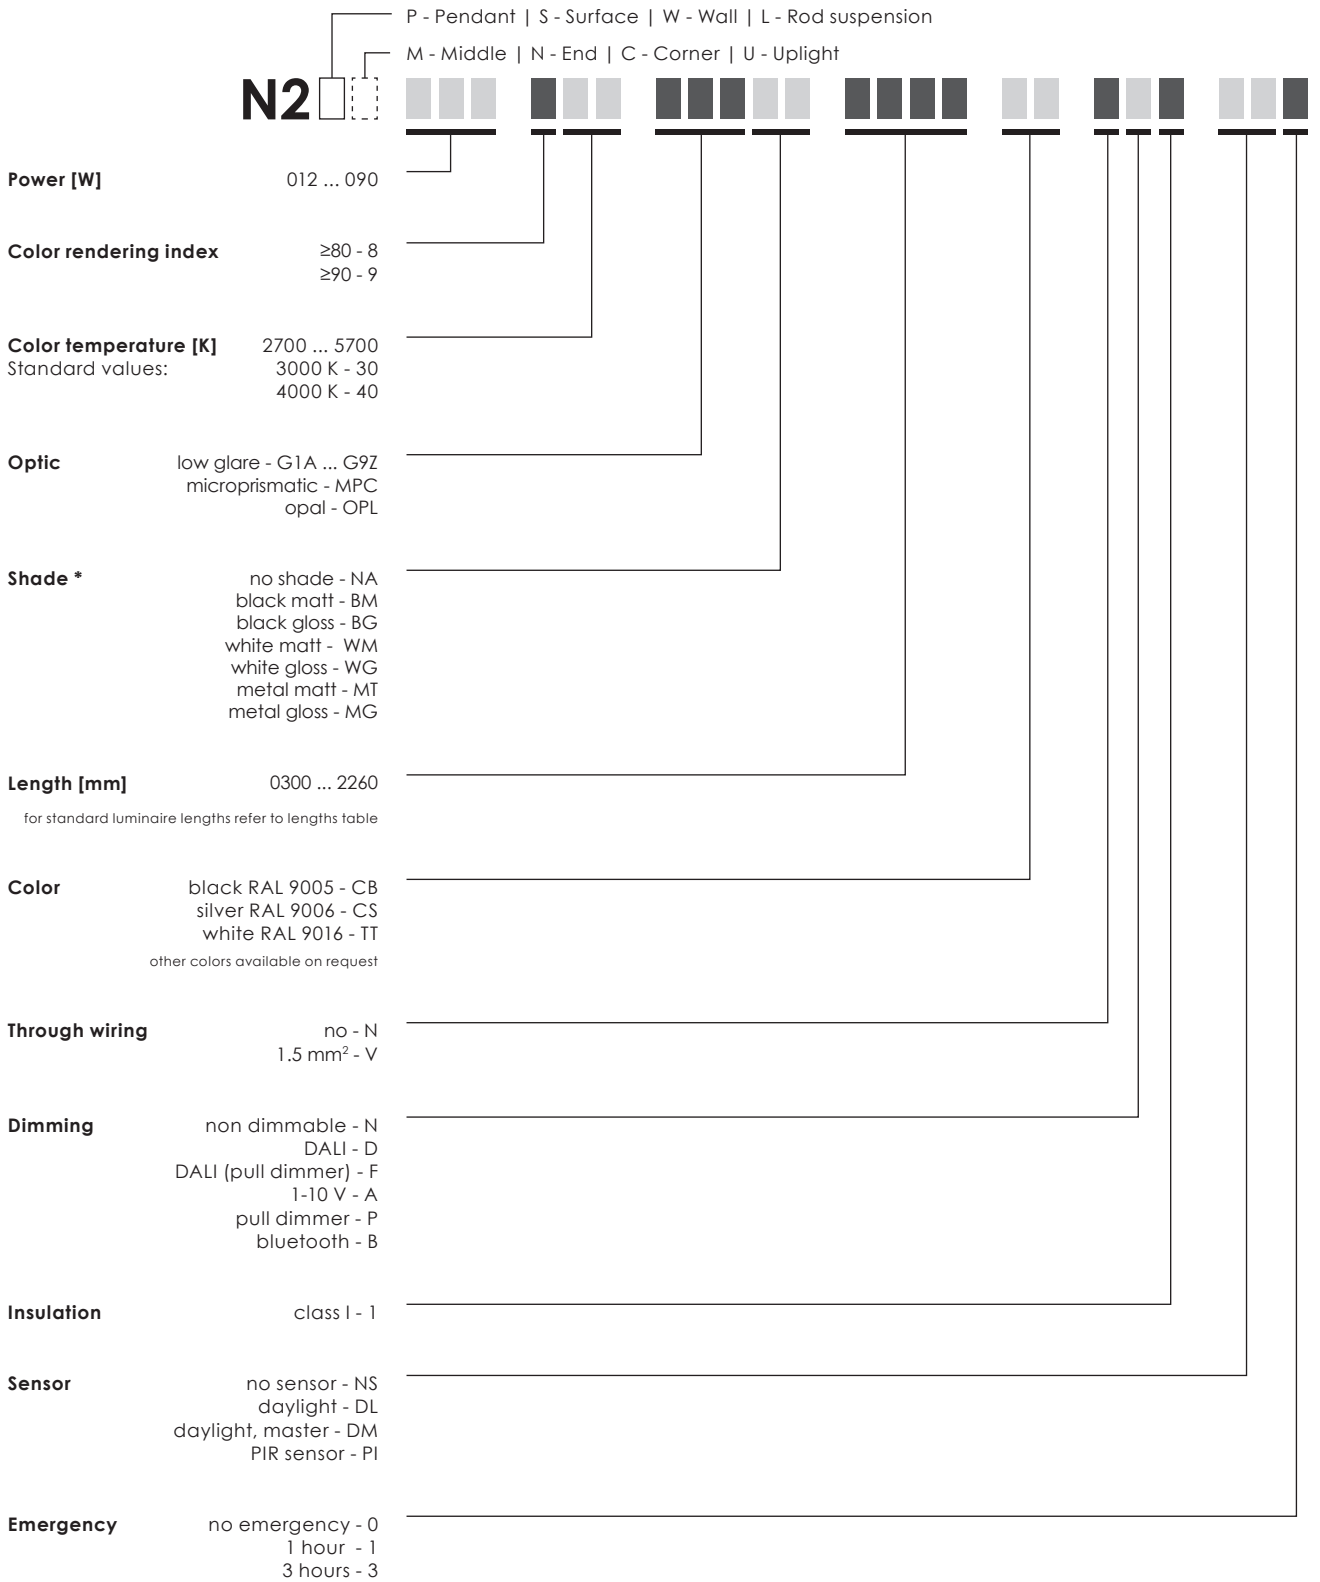 P - Pendant | S - Surface | W - Wall | L - Rod suspension
M - Middle | N - End | C - Corner | U - Uplight
N2
Power [W] 012 ... 090
Color rendering index ≥80 - 8
≥90 - 9
Color temperature [K] 2700 ... 5700
Standard values: 3000 K - 30
4000 K - 40
Optic low glare - G1A ... G9Z
microprismatic - MPC
opal - OPL
Shade * no shade - NA
black matt - BM
black gloss - BG
white matt - WM
white gloss - WG
metal matt - MT
metal gloss - MG
Length [mm] 0300 ... 2260
for standard luminaire lengths refer to lengths table
Color black RAL 9005 - CB
silver RAL 9006 - CS
white RAL 9016 - TT
other colors available on request
Through wiring no - N
1.5 mm² - V
Dimming non dimmable - N
DALI - D
DALI (pull dimmer) - F
1-10 V - A
pull dimmer - P
bluetooth - B
Insulation class I - 1
Sensor no sensor - NS
daylight - DL
daylight, master - DM
PIR sensor - PI
Emergency no emergency - 0
1 hour - 1
3 hours - 3